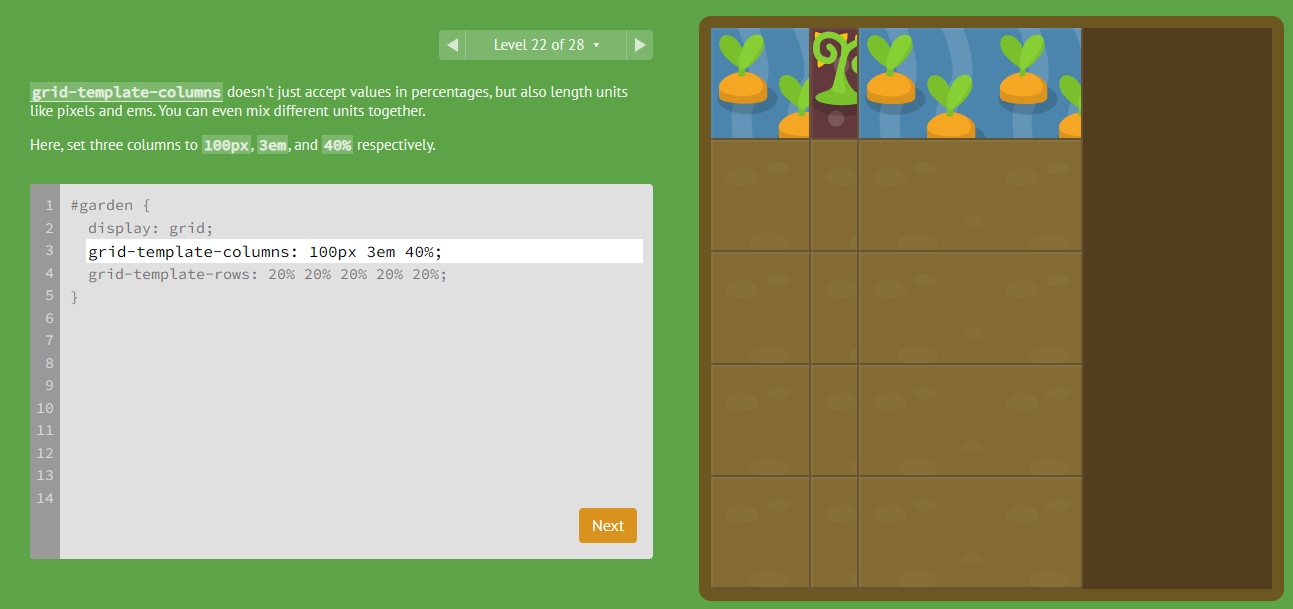 ◀ Level 22 of 28 ▾ ▶
grid-template-columns doesn't just accept values in percentages, but also length units
like pixels and ems. You can even mix different units together.
Here, set three columns to 100px, 3em, and 40% respectively.
1 #garden {
2 display: grid;
3 grid-template-columns: 100px 3em 40%;
4 grid-template-rows: 20% 20% 20% 20% 20%;
5 }
6
7
8
9
10
11
12
13
14
Next